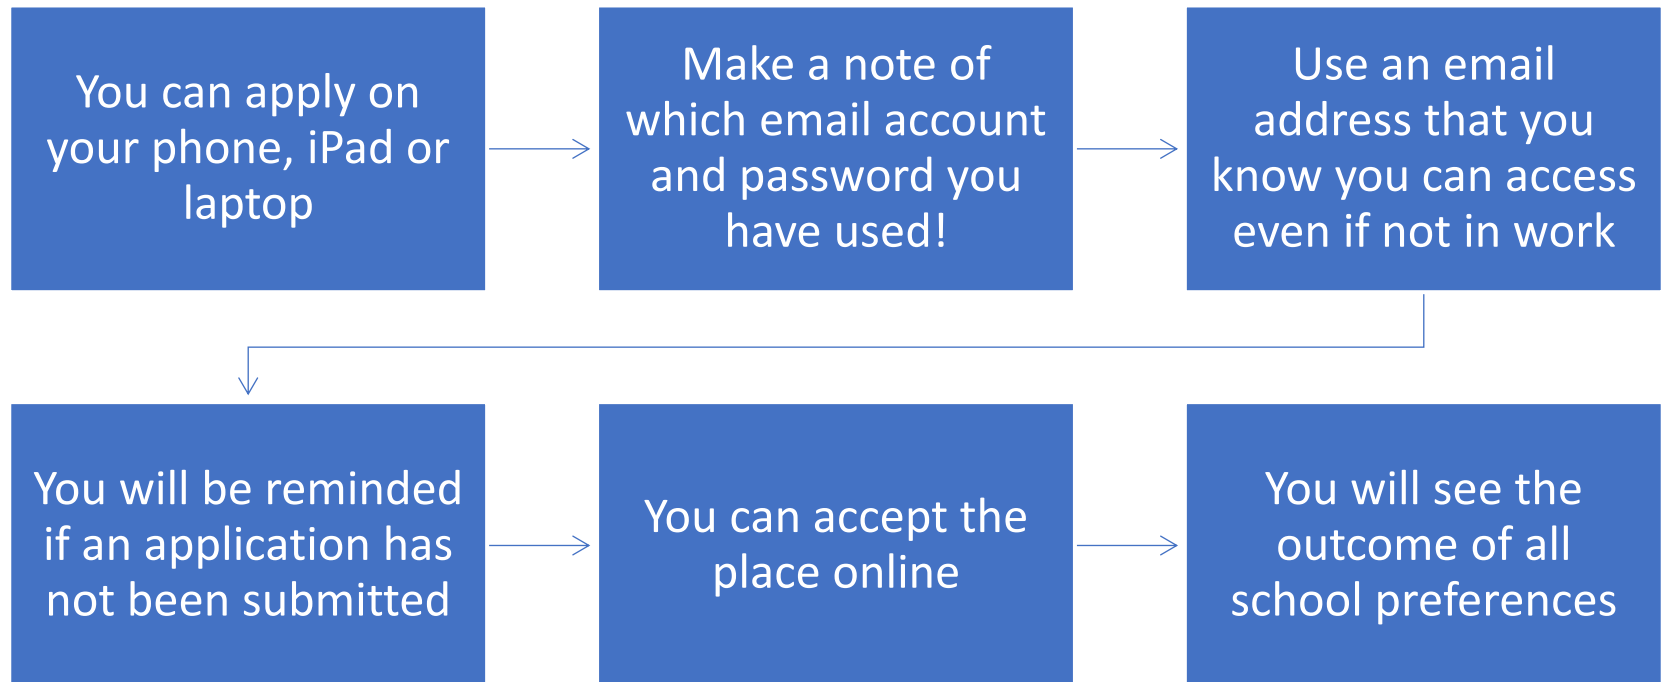 You can apply on
your phone, iPad or
laptop
Make a note of
which email account
and password you
have used!
Use an email
address that you
know you can access
even if not in work
You will be reminded
if an application has
not been submitted
You can accept the
place online
You will see the
outcome of all
school preferences